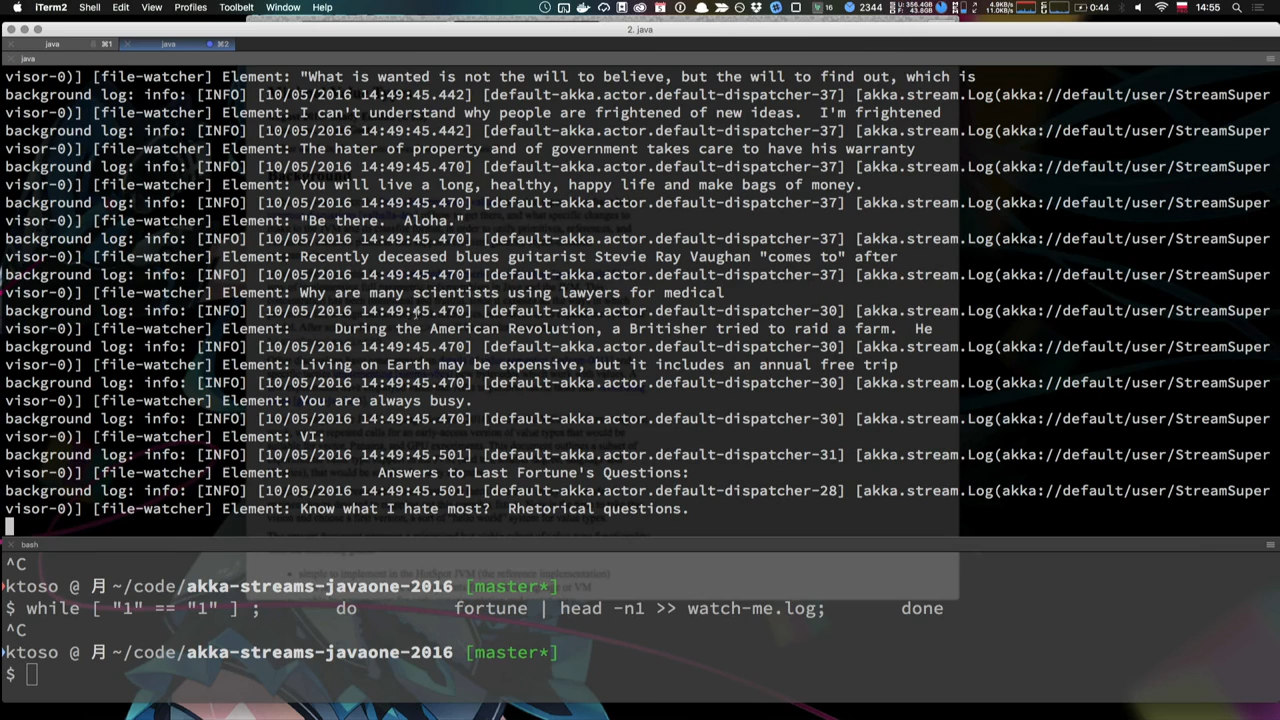 iTerm2 Shell Edit View Profiles Toolbelt Window Help 16 2344 U: 356.4GB F: 43.8GB 4.9KB/s 11.0KB/s 0:44 14:55
2. java
java ⌘1 java ⌘2
java
visor-0)] [file-watcher] Element: "What is wanted is not the will to believe, but the will to find out, which is
background log: info: [INFO] [10/05/2016 14:49:45.442] [default-akka.actor.default-dispatcher-37] [akka.stream.Log(akka://default/user/StreamSuper
visor-0)] [file-watcher] Element: I can't understand why people are frightened of new ideas.  I'm frightened
background log: info: [INFO] [10/05/2016 14:49:45.442] [default-akka.actor.default-dispatcher-37] [akka.stream.Log(akka://default/user/StreamSuper
visor-0)] [file-watcher] Element: The hater of property and of government takes care to have his warranty
background log: info: [INFO] [10/05/2016 14:49:45.470] [default-akka.actor.default-dispatcher-37] [akka.stream.Log(akka://default/user/StreamSuper
visor-0)] [file-watcher] Element: You will live a long, healthy, happy life and make bags of money.
background log: info: [INFO] [10/05/2016 14:49:45.470] [default-akka.actor.default-dispatcher-37] [akka.stream.Log(akka://default/user/StreamSuper
visor-0)] [file-watcher] Element: "Be there.  Aloha."
background log: info: [INFO] [10/05/2016 14:49:45.470] [default-akka.actor.default-dispatcher-37] [akka.stream.Log(akka://default/user/StreamSuper
visor-0)] [file-watcher] Element: Recently deceased blues guitarist Stevie Ray Vaughan "comes to" after
background log: info: [INFO] [10/05/2016 14:49:45.470] [default-akka.actor.default-dispatcher-37] [akka.stream.Log(akka://default/user/StreamSuper
visor-0)] [file-watcher] Element: Why are many scientists using lawyers for medical
background log: info: [INFO] [10/05/2016 14:49:45.470] [default-akka.actor.default-dispatcher-30] [akka.stream.Log(akka://default/user/StreamSuper
visor-0)] [file-watcher] Element:     During the American Revolution, a Britisher tried to raid a farm.  He
background log: info: [INFO] [10/05/2016 14:49:45.470] [default-akka.actor.default-dispatcher-30] [akka.stream.Log(akka://default/user/StreamSuper
visor-0)] [file-watcher] Element: Living on Earth may be expensive, but it includes an annual free trip
background log: info: [INFO] [10/05/2016 14:49:45.470] [default-akka.actor.default-dispatcher-30] [akka.stream.Log(akka://default/user/StreamSuper
visor-0)] [file-watcher] Element: You are always busy.
background log: info: [INFO] [10/05/2016 14:49:45.470] [default-akka.actor.default-dispatcher-30] [akka.stream.Log(akka://default/user/StreamSuper
visor-0)] [file-watcher] Element: VI:
background log: info: [INFO] [10/05/2016 14:49:45.501] [default-akka.actor.default-dispatcher-31] [akka.stream.Log(akka://default/user/StreamSuper
visor-0)] [file-watcher] Element:          Answers to Last Fortune's Questions:
background log: info: [INFO] [10/05/2016 14:49:45.501] [default-akka.actor.default-dispatcher-28] [akka.stream.Log(akka://default/user/StreamSuper
visor-0)] [file-watcher] Element: Know what I hate most?  Rhetorical questions.
bash
^C
ktoso @ 月 ~/code/akka-streams-javaone-2016 [master*]
$ while [ "1" == "1" ] ;       do          fortune | head -n1 >> watch-me.log;         done
^C
ktoso @ 月 ~/code/akka-streams-javaone-2016 [master*]
$